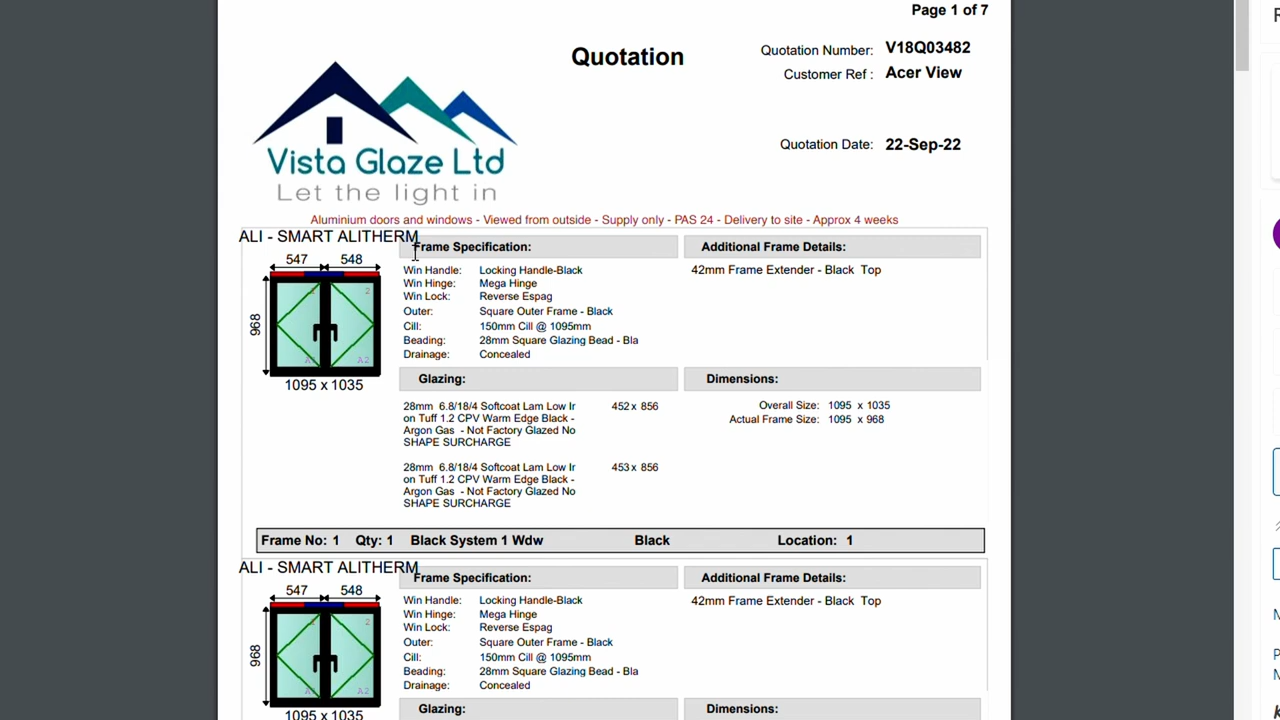 Page 1 of 7
Quotation
Quotation Number: V18Q03482
Customer Ref : Acer View
Quotation Date: 22-Sep-22
Vista Glaze Ltd
Let the light in
Aluminium doors and windows - Viewed from outside - Supply only - PAS 24 - Delivery to site - Approx 4 weeks
ALI - SMART ALITHERM
547 548
968
2
A1 A2
1095 x 1035
Frame Specification:
Win Handle: Locking Handle-Black
Win Hinge: Mega Hinge
Win Lock: Reverse Espag
Outer: Square Outer Frame - Black
Cill: 150mm Cill @ 1095mm
Beading: 28mm Square Glazing Bead - Bla
Drainage: Concealed
Additional Frame Details:
42mm Frame Extender - Black Top
Glazing:
28mm 6.8/18/4 Softcoat Lam Low Ir 452 x 856
on Tuff 1.2 CPV Warm Edge Black -
Argon Gas - Not Factory Glazed No
SHAPE SURCHARGE
28mm 6.8/18/4 Softcoat Lam Low Ir 453 x 856
on Tuff 1.2 CPV Warm Edge Black -
Argon Gas - Not Factory Glazed No
SHAPE SURCHARGE
Dimensions:
Overall Size: 1095 x 1035
Actual Frame Size: 1095 x 968
Frame No: 1 Qty: 1 Black System 1 Wdw Black Location: 1
ALI - SMART ALITHERM
547 548
968
2
A1 A2
1095 x 1035
Frame Specification:
Win Handle: Locking Handle-Black
Win Hinge: Mega Hinge
Win Lock: Reverse Espag
Outer: Square Outer Frame - Black
Cill: 150mm Cill @ 1095mm
Beading: 28mm Square Glazing Bead - Bla
Drainage: Concealed
Additional Frame Details:
42mm Frame Extender - Black Top
Glazing:
Dimensions: